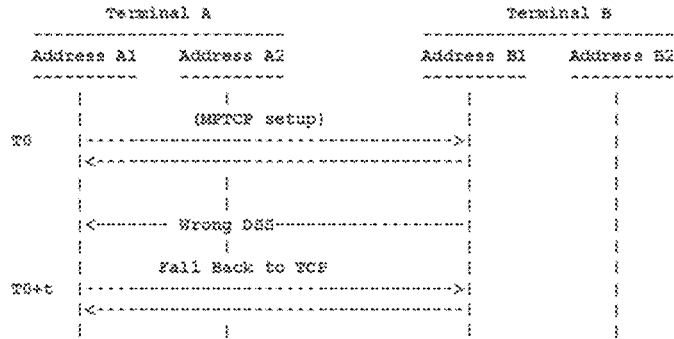 Terminal A Terminal B
Address A1 Address A2 Address B1 Address B2
(MPTCP setup)
T0
Wrong DSS
Fall Back to TCP
T0+t